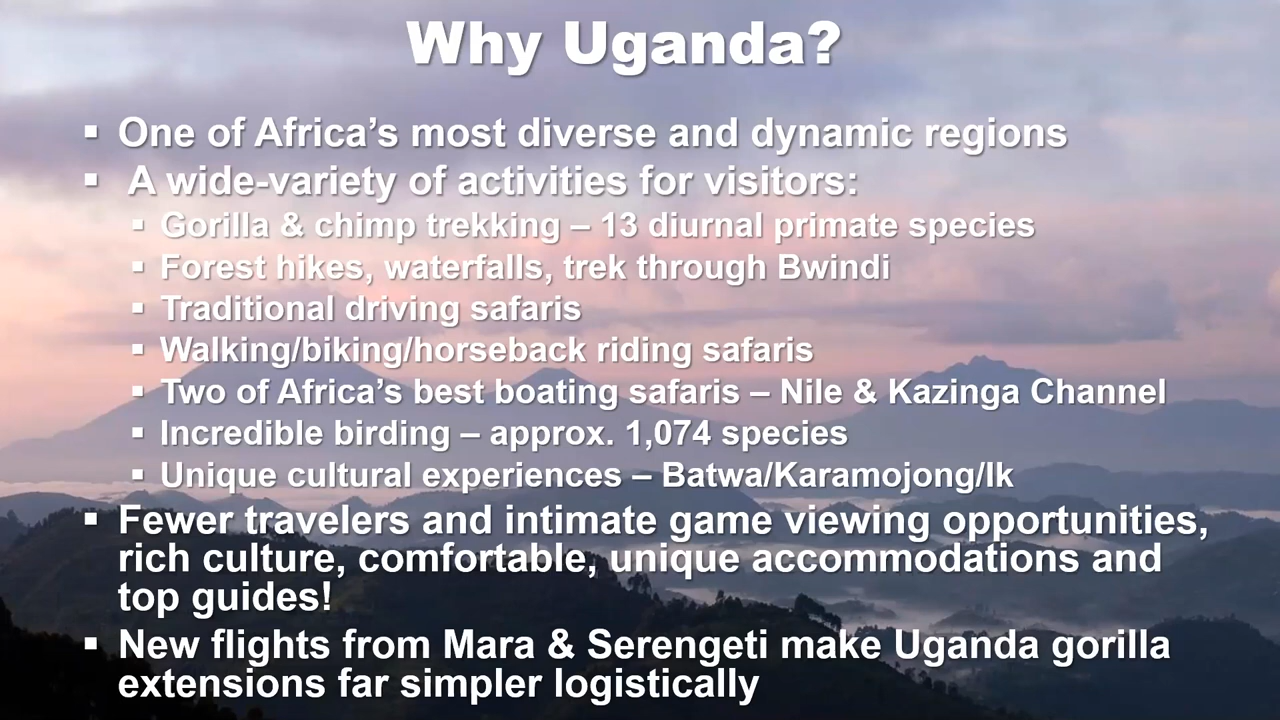 Why Uganda?
▪ One of Africa’s most diverse and dynamic regions
▪ A wide-variety of activities for visitors:
▪ Gorilla & chimp trekking – 13 diurnal primate species
▪ Forest hikes, waterfalls, trek through Bwindi
▪ Traditional driving safaris
▪ Walking/biking/horseback riding safaris
▪ Two of Africa’s best boating safaris – Nile & Kazinga Channel
▪ Incredible birding – approx. 1,074 species
▪ Unique cultural experiences – Batwa/Karamojong/Ik
▪ Fewer travelers and intimate game viewing opportunities,
rich culture, comfortable, unique accommodations and
top guides!
▪ New flights from Mara & Serengeti make Uganda gorilla
extensions far simpler logistically